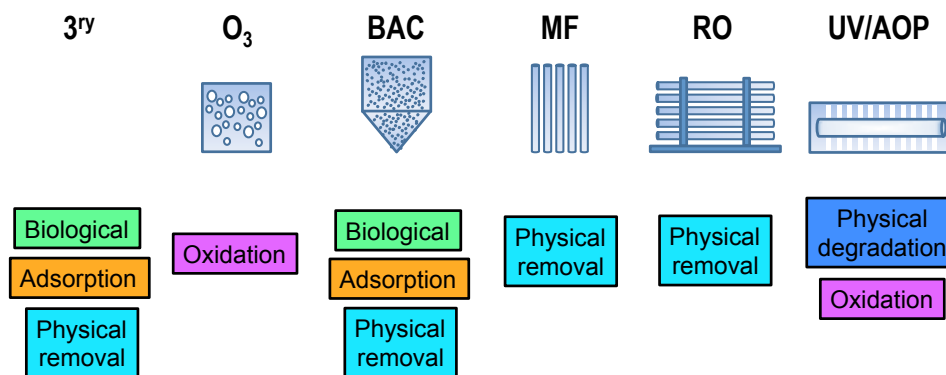 3ry
O3
BAC
MF
RO
UV/AOP
Biological
Adsorption
Physical
removal
Oxidation
Biological
Adsorption
Physical
removal
Physical
removal
Physical
removal
Physical
degradation
Oxidation